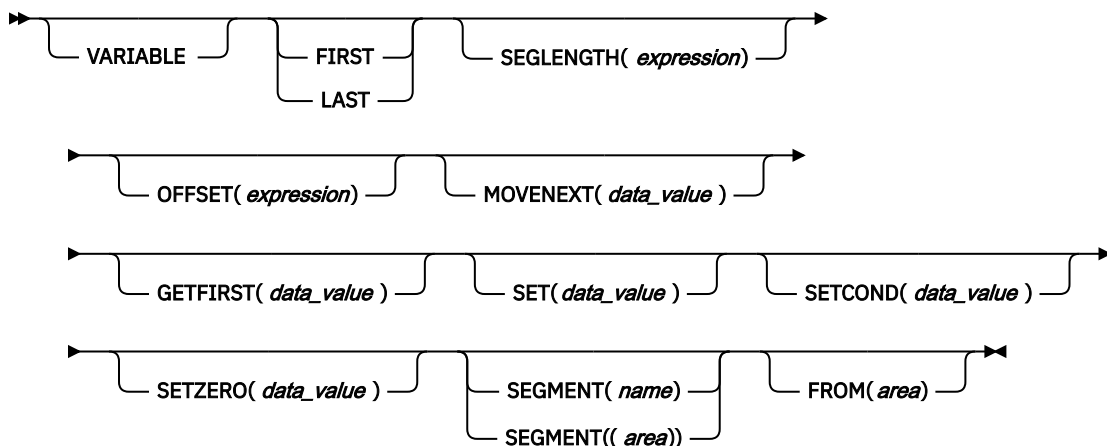 VARIABLE FIRST SEGLENGTH( expression)
LAST
OFFSET( expression) MOVENEXT( data_value )
GETFIRST( data_value ) SET(data_value ) SETCOND( data_value )
SETZERO( data_value ) SEGMENT( name) FROM( area)
SEGMENT(( area))